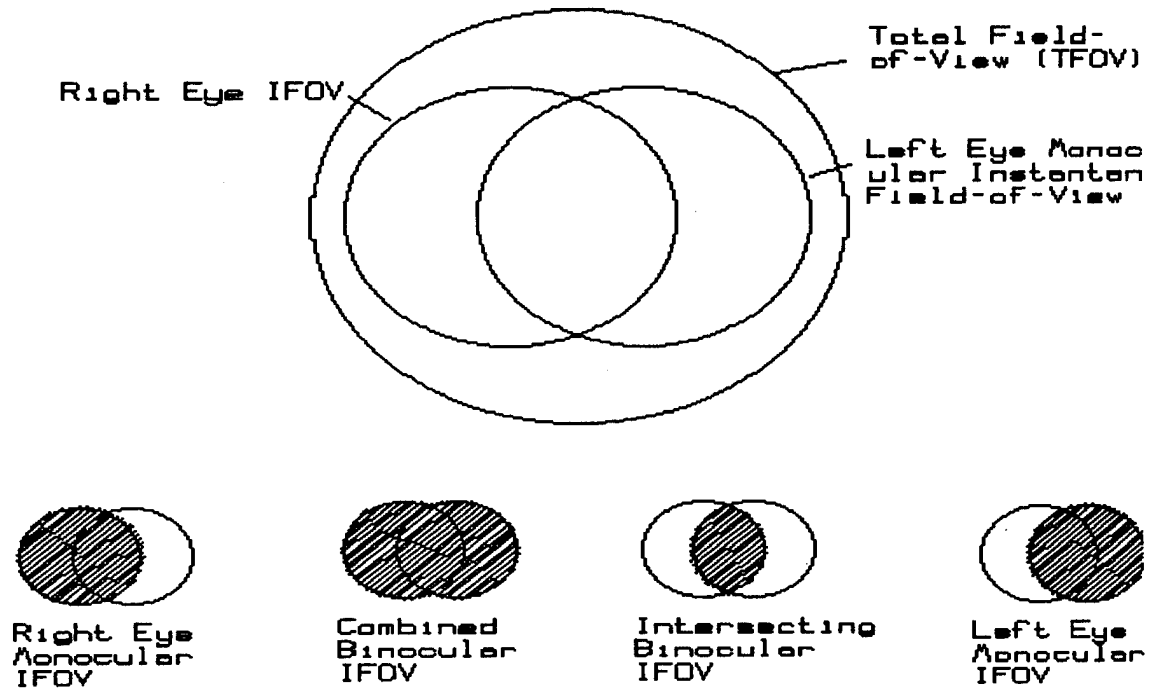 Total Field-
of-View (TFOV)
Right Eye IFOV
Left Eye Monoc
ular Instantan
Field-of-View
Right Eye
Monocular
IFOV
Combined
Binocular
IFOV
Intersecting
Binocular
IFOV
Left Eye
Monocular
IFOV